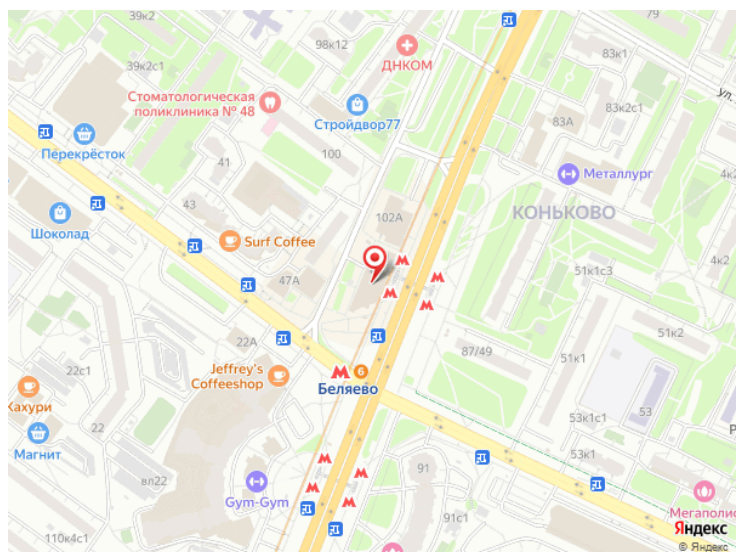 39к2
79
98к12
ДНКОМ
83к1
39к2с1
ул.
Стоматологическая
поликлиника № 48
Стройдвор77
83к2с1
83А
Перекрёсток
41
100
4к2
Металлург
43
102А
КОНЬКОВО
Шоколад
Surf Coffee
4к2
47А
51к1с3
51к2
22А
87/49
51к1
22с1
Jeffrey's
Coffeeshop
6
Беляево
Кахури
22
53к1с1
53
Магнит
53к1
91
вл22
Gym-Gym
Мегаполис
91с1
Яндекс
110к4с1
© Яндекс